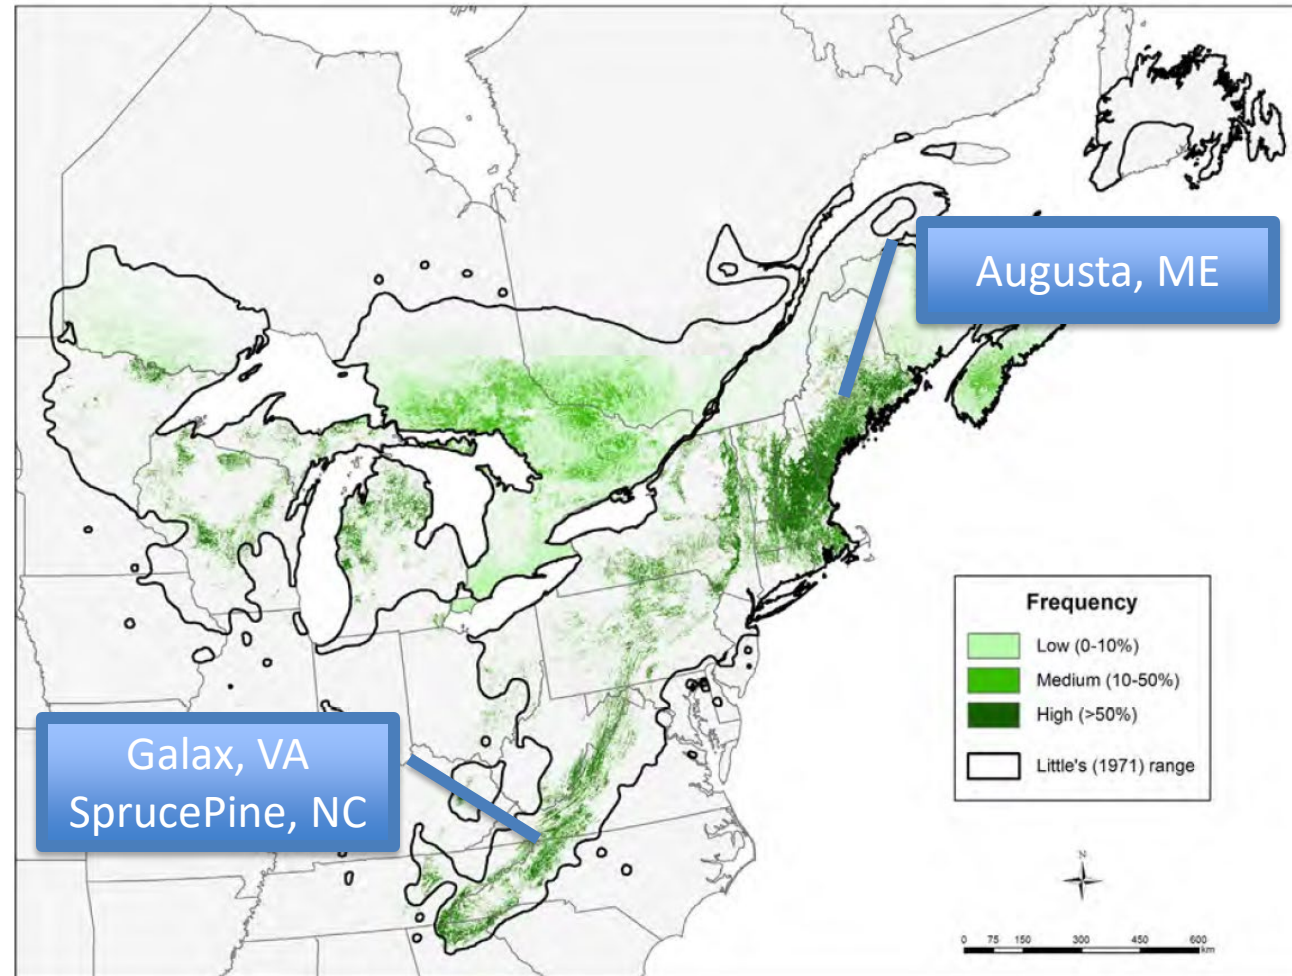 Augusta, ME
Frequency
Low (0-10%)
Medium (10-50%)
High (>50%)
Little's (1971) range
Galax, VA
SprucePine, NC
N
0 75 150 300 450 600
km